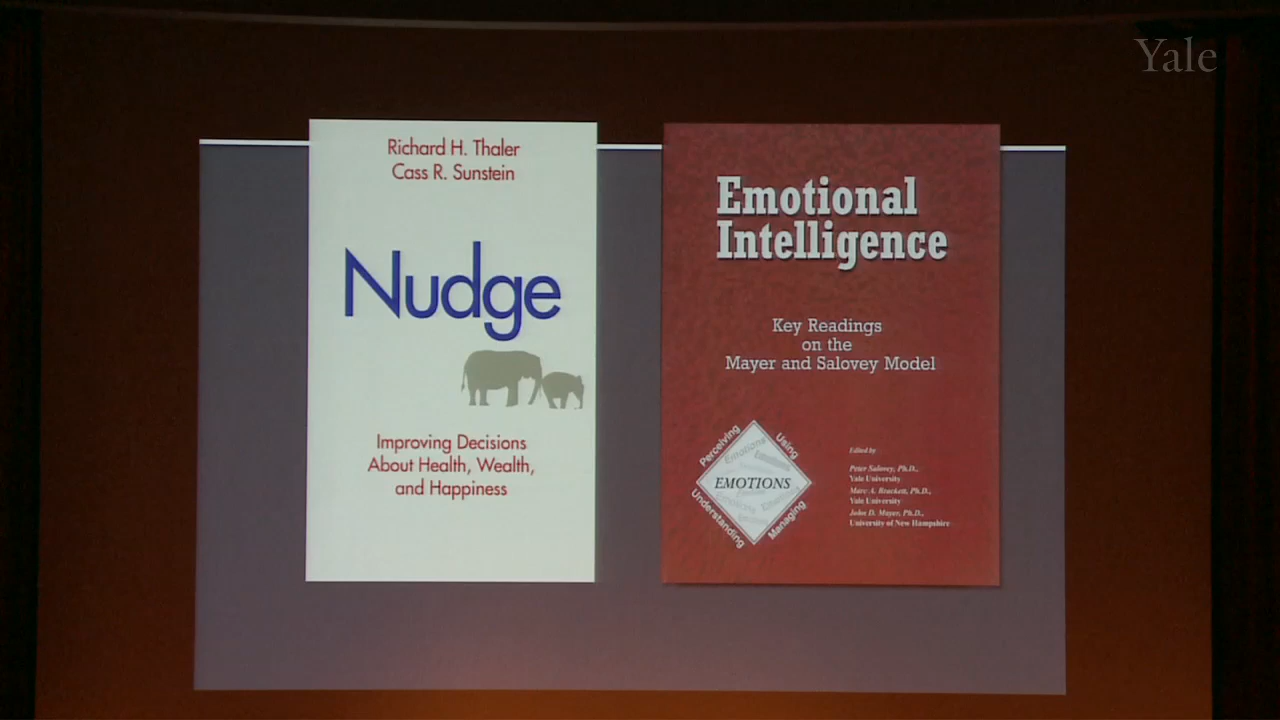 Yale
Richard H. Thaler
Cass R. Sunstein
Nudge
Improving Decisions
About Health, Wealth,
and Happiness
Emotional
Intelligence
Key Readings
on the
Mayer and Salovey Model
Perceiving
Using
Emotions
EMOTIONS
Understanding
Managing
Edited by
Peter Salovey, Ph.D.,
Yale University
Marc A. Brackett, Ph.D.,
Yale University
John D. Mayer, Ph.D.,
University of New Hampshire